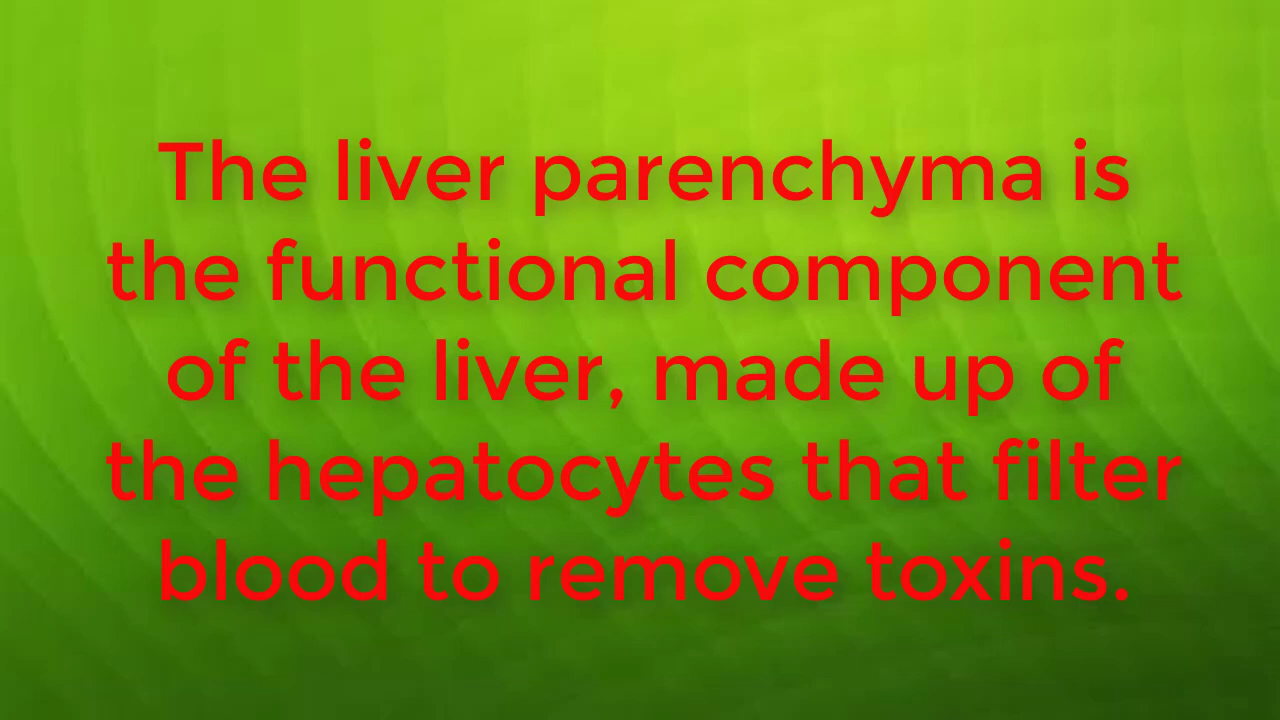 The liver parenchyma is
the functional component
of the liver, made up of
the hepatocytes that filter
blood to remove toxins.